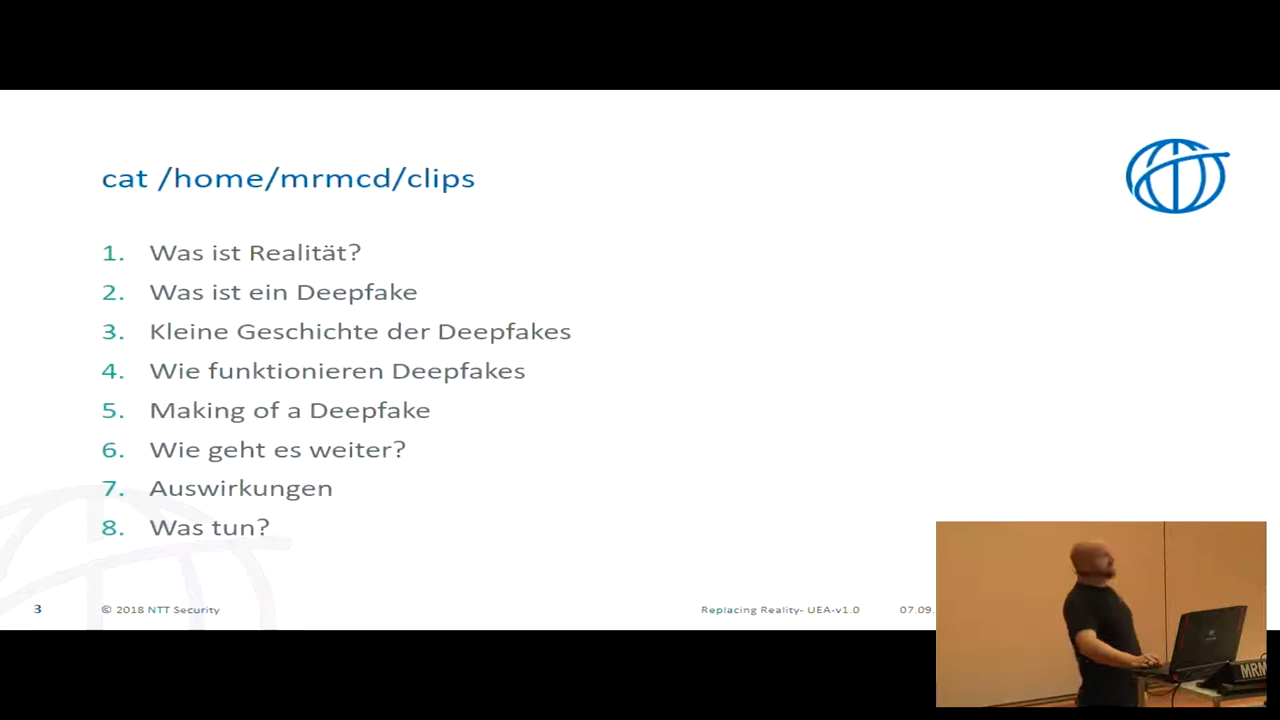 cat /home/mrmcd/clips
1. Was ist Realität?
2. Was ist ein Deepfake
3. Kleine Geschichte der Deepfakes
4. Wie funktionieren Deepfakes
5. Making of a Deepfake
6. Wie geht es weiter?
7. Auswirkungen
8. Was tun?
3 © 2018 NTT Security Replacing Reality- UEA-v1.0 07.09.
MRM